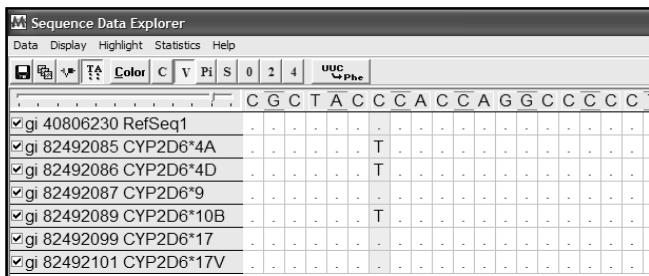 Sequence Data Explorer
Data Display Highlight Statistics Help
TA Color C V Pi S 0 2 4 UUC Phe
C G C T A C C C A C C A G G C C C C C T
gi 40806230 RefSeq1 . . . . . . . . . . . . . . . . . . .
gi 82492085 CYP2D6*4A . . . . . . T . . . . . . . . . . . .
gi 82492086 CYP2D6*4D . . . . . . T . . . . . . . . . . . .
gi 82492087 CYP2D6*9 . . . . . . . . . . . . . . . . . . .
gi 82492089 CYP2D6*10B . . . . . . T . . . . . . . . . . . .
gi 82492099 CYP2D6*17 . . . . . . . . . . . . . . . . . . .
gi 82492101 CYP2D6*17V . . . . . . . . . . . . . . . . . . .